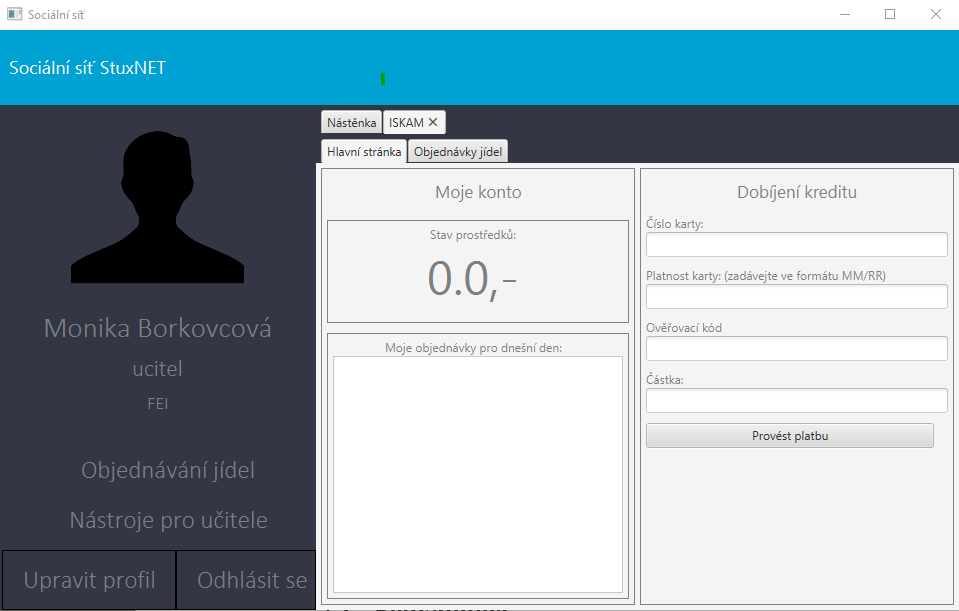 Sociální síť
Sociální síť StuxNET
Nástěnka
ISKAM
Hlavní stránka
Objednávky jídel
Monika Borkovcová
ucitel
FEI
Objednávání jídel
Nástroje pro učitele
Upravit profil
Odhlásit se
Moje konto
Stav prostředků:
0.0,-
Moje objednávky pro dnešní den:
Dobíjení kreditu
Číslo karty:
Platnost karty: (zadávejte ve formátu MM/RR)
Ověřovací kód
Částka:
Provést platbu